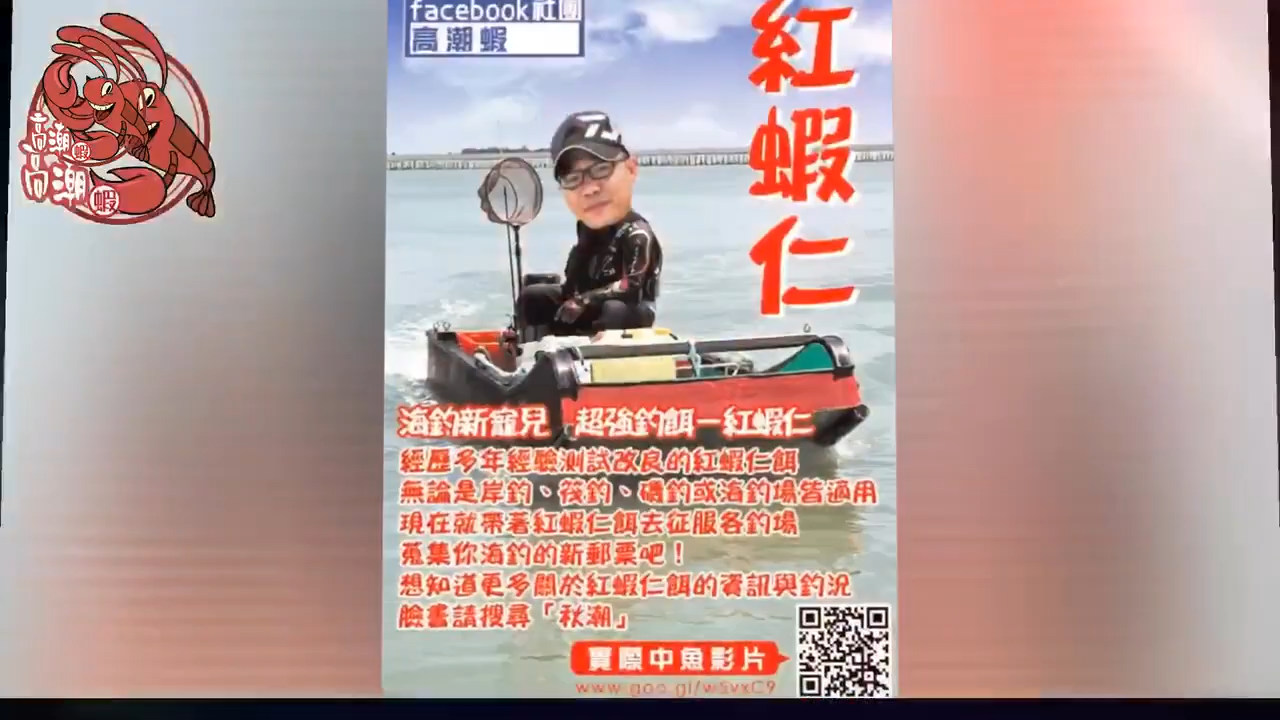 facebook社團
高潮蝦
紅蝦仁
高潮蝦
高潮蝦
海釣新寵兒 超強釣餌－紅蝦仁
經歷多年經驗測試改良的紅蝦仁餌
無論是岸釣、筏釣、磯釣或海釣場皆適用
現在就帶著紅蝦仁餌去征服各釣場
蒐集你海釣的新郵票吧！
想知道更多關於紅蝦仁餌的資訊與釣況
臉書請搜尋「秋潮」
實際中魚影片
www.goo.gl/wSvxC9